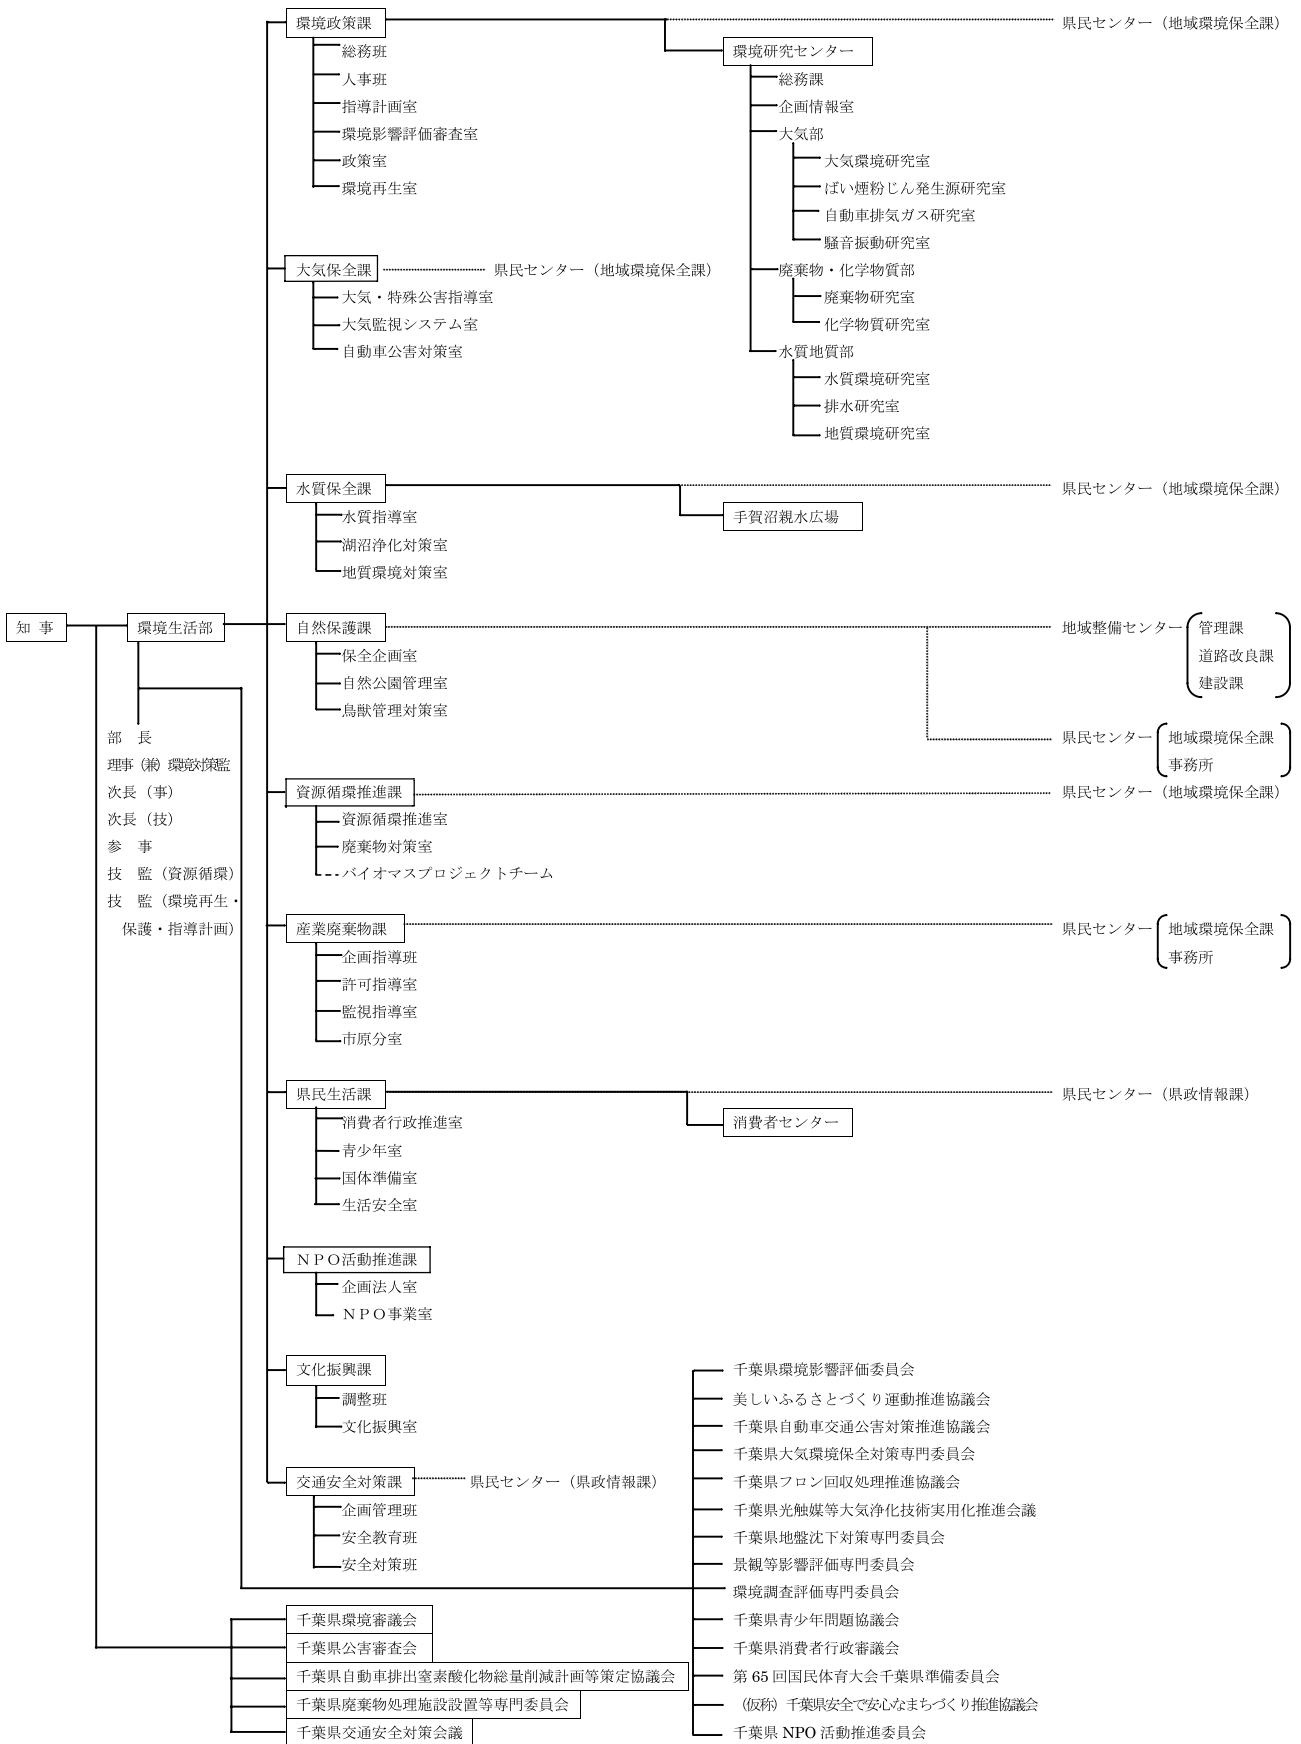 環境政策課
総務班
人事班
指導計画室
環境影響評価審査室
政策室
環境再生室
県民センター（地域環境保全課）
環境研究センター
総務課
企画情報室
大気部
大気環境研究室
ばい煙粉じん発生源研究室
自動車排気ガス研究室
騒音振動研究室
廃棄物・化学物質部
廃棄物研究室
化学物質研究室
水質地質部
水質環境研究室
排水研究室
地質環境研究室
大気保全課
県民センター（地域環境保全課）
大気・特殊公害指導室
大気監視システム室
自動車公害対策室
水質保全課
県民センター（地域環境保全課）
手賀沼親水広場
水質指導室
湖沼浄化対策室
地質環境対策室
知 事
環境生活部
部　長
理事（兼）環境対策監
次長（事）
次長（技）
参　事
技　監（資源循環）
技　監（環境再生・
保護・指導計画）
自然保護課
保全企画室
自然公園管理室
鳥獣管理対策室
地域整備センター
管理課
道路改良課
建設課
県民センター
地域環境保全課
事務所
資源循環推進課
県民センター（地域環境保全課）
資源循環推進室
廃棄物対策室
バイオマスプロジェクトチーム
産業廃棄物課
県民センター
地域環境保全課
事務所
企画指導班
許可指導室
監視指導室
市原分室
県民生活課
県民センター（県政情報課）
消費者センター
消費者行政推進室
青少年室
国体準備室
生活安全室
ＮＰＯ活動推進課
企画法人室
ＮＰＯ事業室
文化振興課
調整班
文化振興室
交通安全対策課
県民センター（県政情報課）
企画管理班
安全教育班
安全対策班
千葉県環境影響評価委員会
美しいふるさとづくり運動推進協議会
千葉県自動車交通公害対策推進協議会
千葉県大気環境保全対策専門委員会
千葉県フロン回収処理推進協議会
千葉県光触媒等大気浄化技術実用化推進会議
千葉県地盤沈下対策専門委員会
景観等影響評価専門委員会
環境調査評価専門委員会
千葉県青少年問題協議会
千葉県消費者行政審議会
第 65 回国民体育大会千葉県準備委員会
（仮称）千葉県安全で安心なまちづくり推進協議会
千葉県 NPO 活動推進委員会
千葉県環境審議会
千葉県公害審査会
千葉県自動車排出窒素酸化物総量削減計画等策定協議会
千葉県廃棄物処理施設設置等専門委員会
千葉県交通安全対策会議